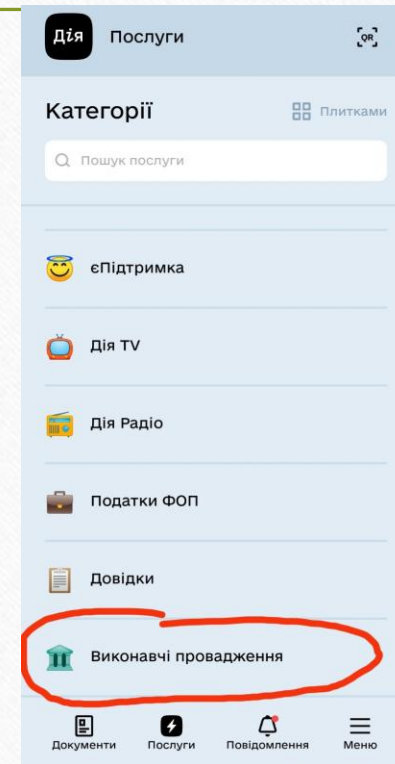 Дія Послуги QR
Категорії Плитками
Пошук послуги
єПідтримка
Дія TV
Дія Радіо
Податки ФОП
Довідки
Виконавчі провадження
Документи Послуги Повідомлення Меню